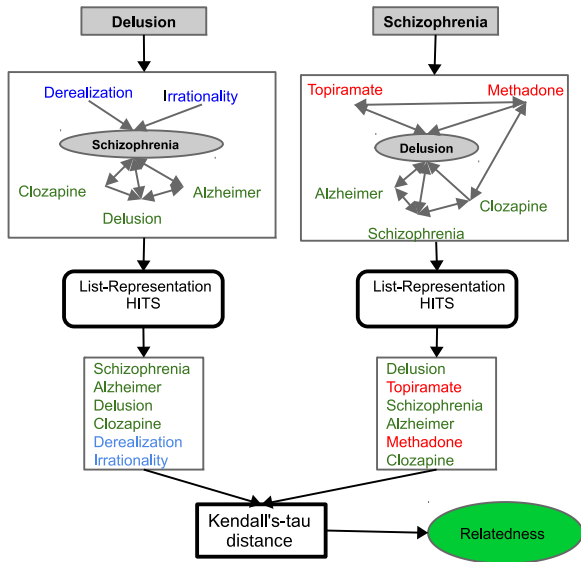 Delusion
Schizophrenia
Derealization
Irrationality
Schizophrenia
Clozapine
Alzheimer
Delusion
Topiramate
Methadone
Delusion
Alzheimer
Clozapine
Schizophrenia
List-Representation
HITS
List-Representation
HITS
Schizophrenia
Alzheimer
Delusion
Clozapine
Derealization
Irrationality
Delusion
Topiramate
Schizophrenia
Alzheimer
Methadone
Clozapine
Kendall's-tau
distance
Relatedness